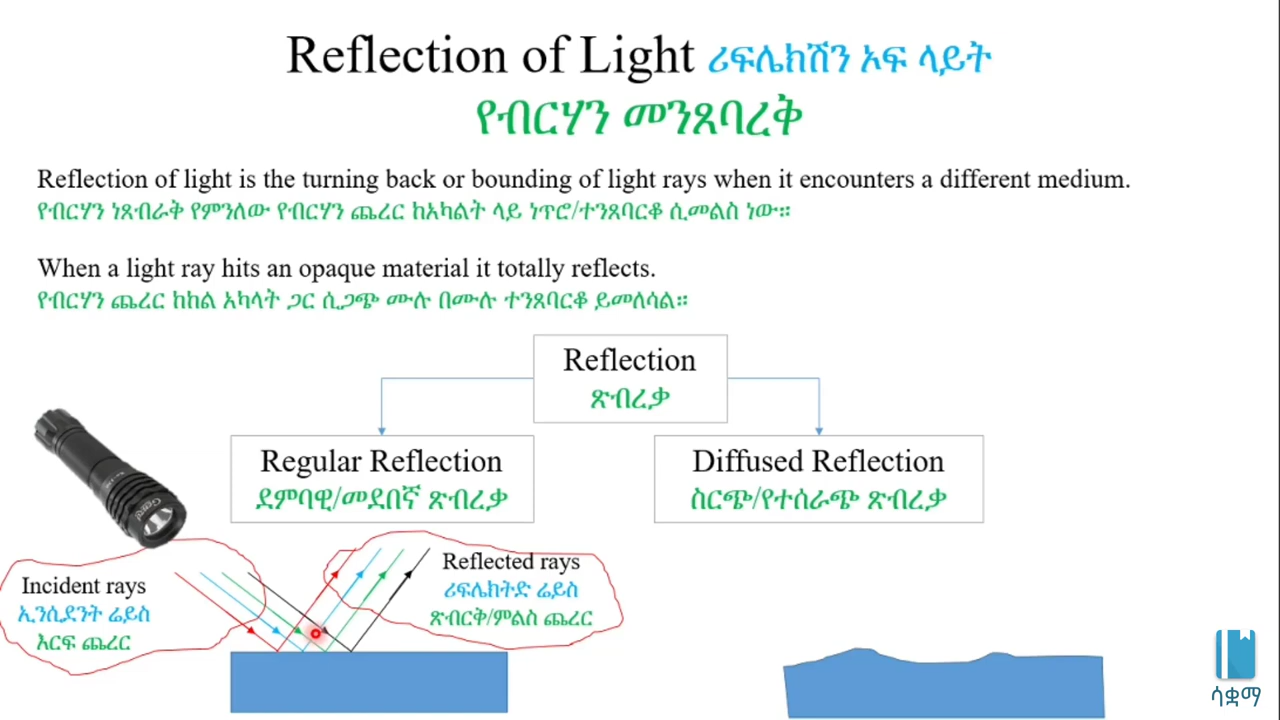 Reflection of Light ሪፍሌክሽን ኦፍ ላይት
የብርሃን መንጸባረቅ
Reflection of light is the turning back or bounding of light rays when it encounters a different medium.
የብርሃን ነጸብራቅ የምንለው የብርሃን ጨረር ከአካልት ላይ ነጥሮ/ተንጸባርቆ ሲመልስ ነው።
When a light ray hits an opaque material it totally reflects.
የብርሃን ጨረር ከከል አካላት ጋር ሲጋጭ ሙሉ በሙሉ ተንጸባርቆ ይመለሳል።
Reflection
ጽብረቃ
Regular Reflection
ደምባዊ/መደበኛ ጽብረቃ
Diffused Reflection
ስርጭ/የተሰራጭ ጽብረቃ
Incident rays
ኢንሲደንት ሬይስ
እርፍ ጨረር
Reflected rays
ሪፍሌክትድ ሬይስ
ጽብርቅ/ምልስ ጨረር
ሳቋማ